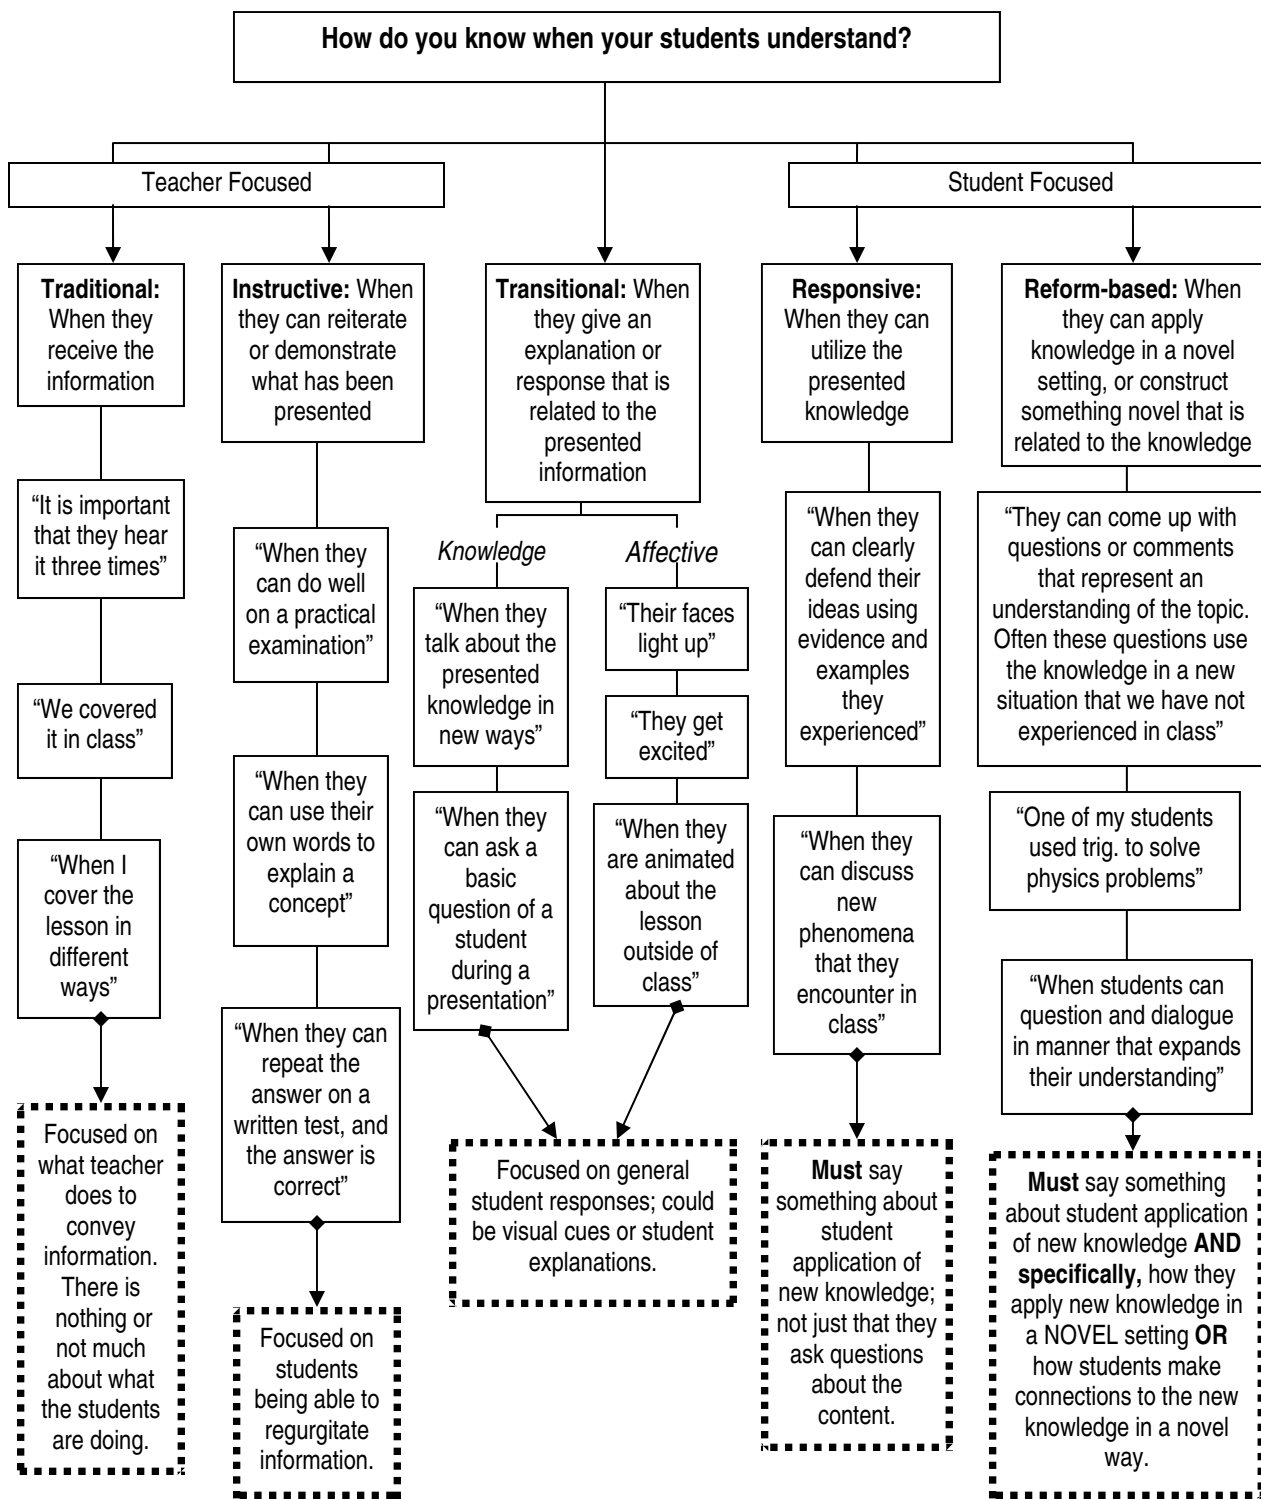 How do you know when your students understand?
Teacher Focused
Student Focused
Traditional:
When they
receive the
information
Instructive: When
they can reiterate
or demonstrate
what has been
presented
Transitional: When
they give an
explanation or
response that is
related to the
presented
information
Responsive:
When they can
utilize the
presented
knowledge
Reform-based: When
they can apply
knowledge in a novel
setting, or construct
something novel that is
related to the knowledge
“It is important
that they hear
it three times”
“We covered
it in class”
“When I
cover the
lesson in
different
ways”
Focused on
what teacher
does to
convey
information.
There is
nothing or
not much
about what
the students
are doing.
“When they
can do well
on a practical
examination”
“When they
can use their
own words to
explain a
concept”
“When they can
repeat the
answer on a
written test, and
the answer is
correct”
Focused on
students
being able to
regurgitate
information.
Knowledge
“When they
talk about the
presented
knowledge in
new ways”
“When they
can ask a
basic
question of a
student
during a
presentation”
Affective
“Their faces
light up”
“They get
excited”
“When they
are animated
about the
lesson
outside of
class”
Focused on general
student responses; could
be visual cues or student
explanations.
“When they
can clearly
defend their
ideas using
evidence and
examples
they
experienced”
“When they
can discuss
new
phenomena
that they
encounter in
class”
Must say
something about
student
application of
new knowledge;
not just that they
ask questions
about the
content.
“They can come up with
questions or comments
that represent an
understanding of the topic.
Often these questions use
the knowledge in a new
situation that we have not
experienced in class”
“One of my students
used trig. to solve
physics problems”
“When students can
question and dialogue
in manner that expands
their understanding”
Must say something
about student application
of new knowledge AND
specifically, how they
apply new knowledge in
a NOVEL setting OR
how students make
connections to the new
knowledge in a novel
way.